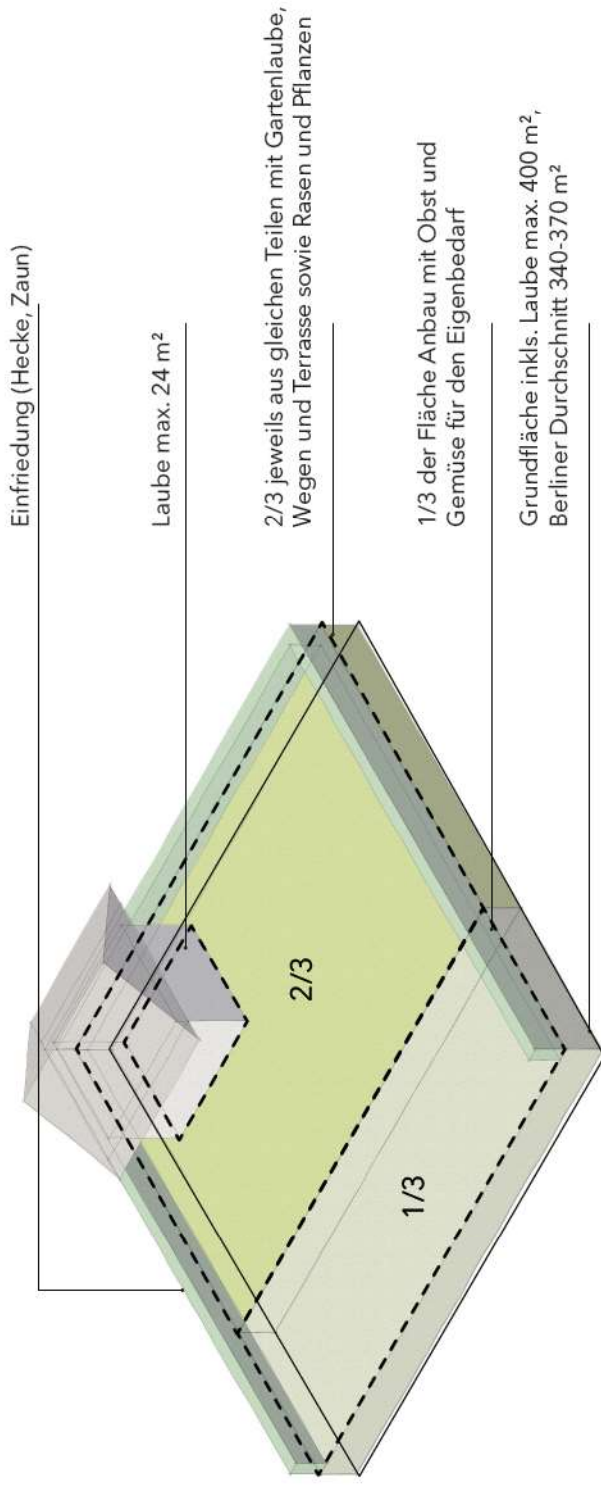 Einfriedung (Hecke, Zaun)
Laube max. 24 m²
2/3 jeweils aus gleichen Teilen mit Gartenlaube,
Wegen und Terrasse sowie Rasen und Pflanzen
1/3 der Fläche Anbau mit Obst und
Gemüse für den Eigenbedarf
Grundfläche inkls. Laube max. 400 m²,
Berliner Durchschnitt 340-370 m²
2/3
1/3